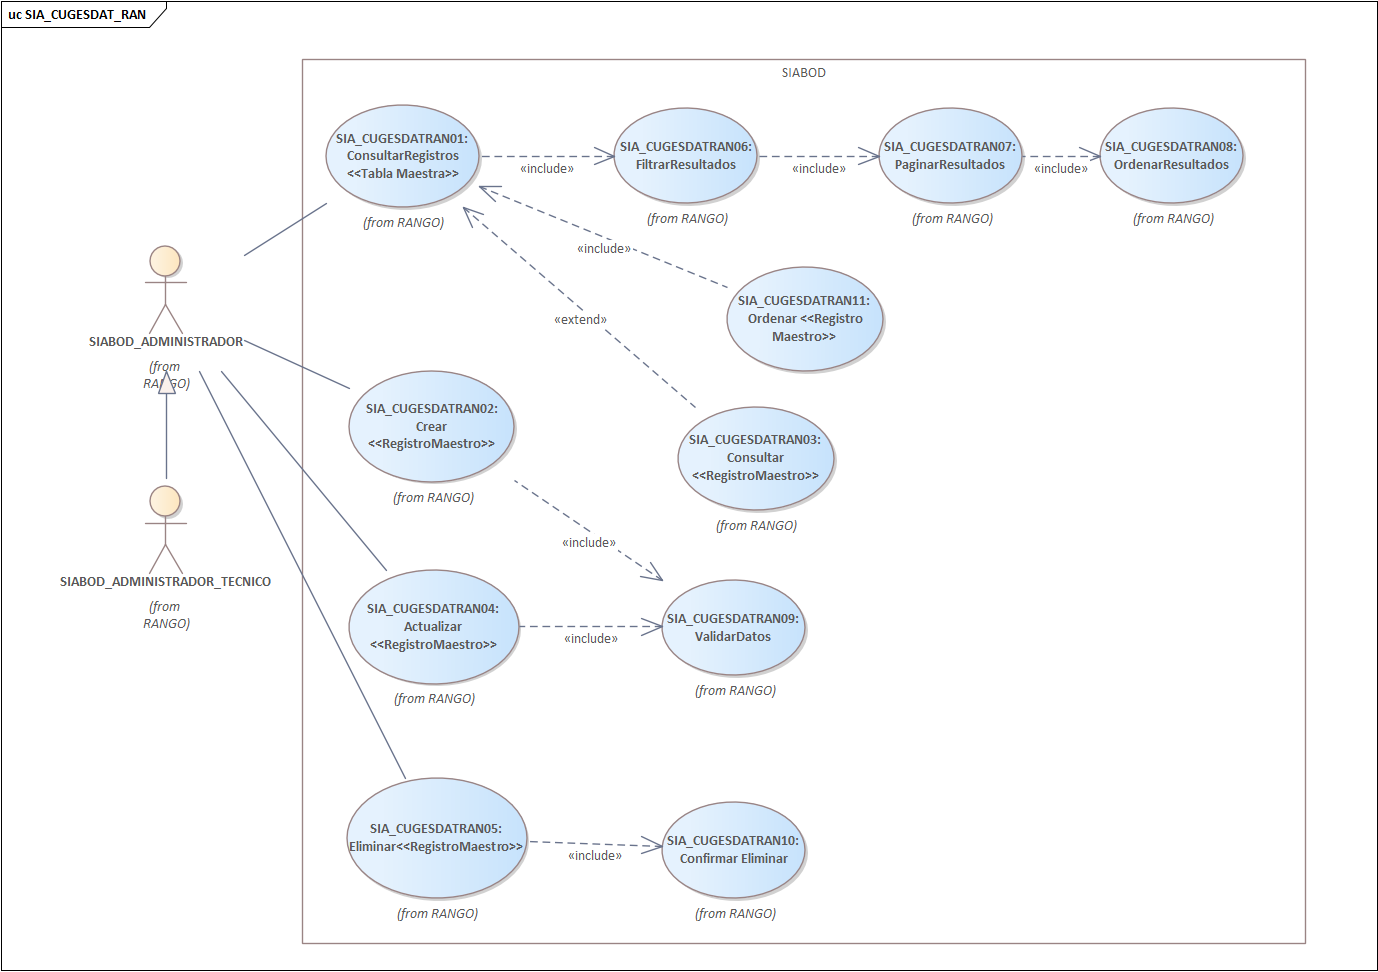 uc SIA_CUGESDAT_RAN
SIABOD
SIA_CUGESDATRAN01:
ConsultarRegistros
<<Tabla Maestra>>
(from RANGO)
«include»
SIA_CUGESDATRAN06:
FiltrarResultados
(from RANGO)
«include»
SIA_CUGESDATRAN07:
PaginarResultados
(from RANGO)
«include»
SIA_CUGESDATRAN08:
OrdenarResultados
(from RANGO)
«include»
SIA_CUGESDATRAN11:
Ordenar <<Registro
Maestro>>
«extend»
SIABOD_ADMINISTRADOR
(from
RANGO)
SIA_CUGESDATRAN02:
Crear
<<RegistroMaestro>>
(from RANGO)
SIA_CUGESDATRAN03:
Consultar
<<RegistroMaestro>>
(from RANGO)
«include»
SIABOD_ADMINISTRADOR_TECNICO
(from
RANGO)
SIA_CUGESDATRAN04:
Actualizar
<<RegistroMaestro>>
(from RANGO)
«include»
SIA_CUGESDATRAN09:
ValidarDatos
(from RANGO)
SIA_CUGESDATRAN05:
Eliminar<<RegistroMaestro>>
(from RANGO)
«include»
SIA_CUGESDATRAN10:
Confirmar Eliminar
(from RANGO)